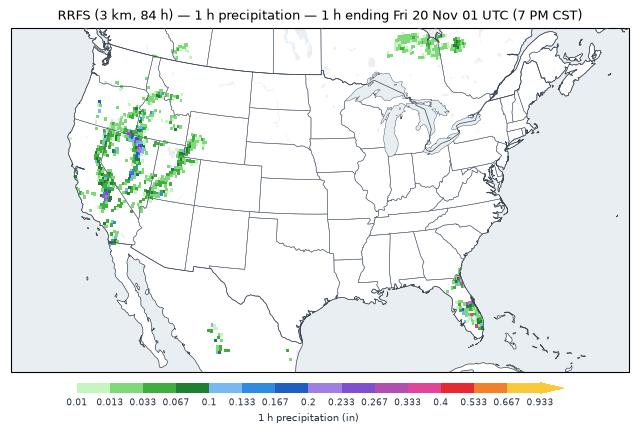 RRFS (3 km, 84 h) — 1 h precipitation — 1 h ending Fri 20 Nov 01 UTC (7 PM CST)
0.01 0.013 0.033 0.067 0.1 0.133 0.167 0.2 0.233 0.267 0.333 0.4 0.533 0.667 0.933
1 h precipitation (in)